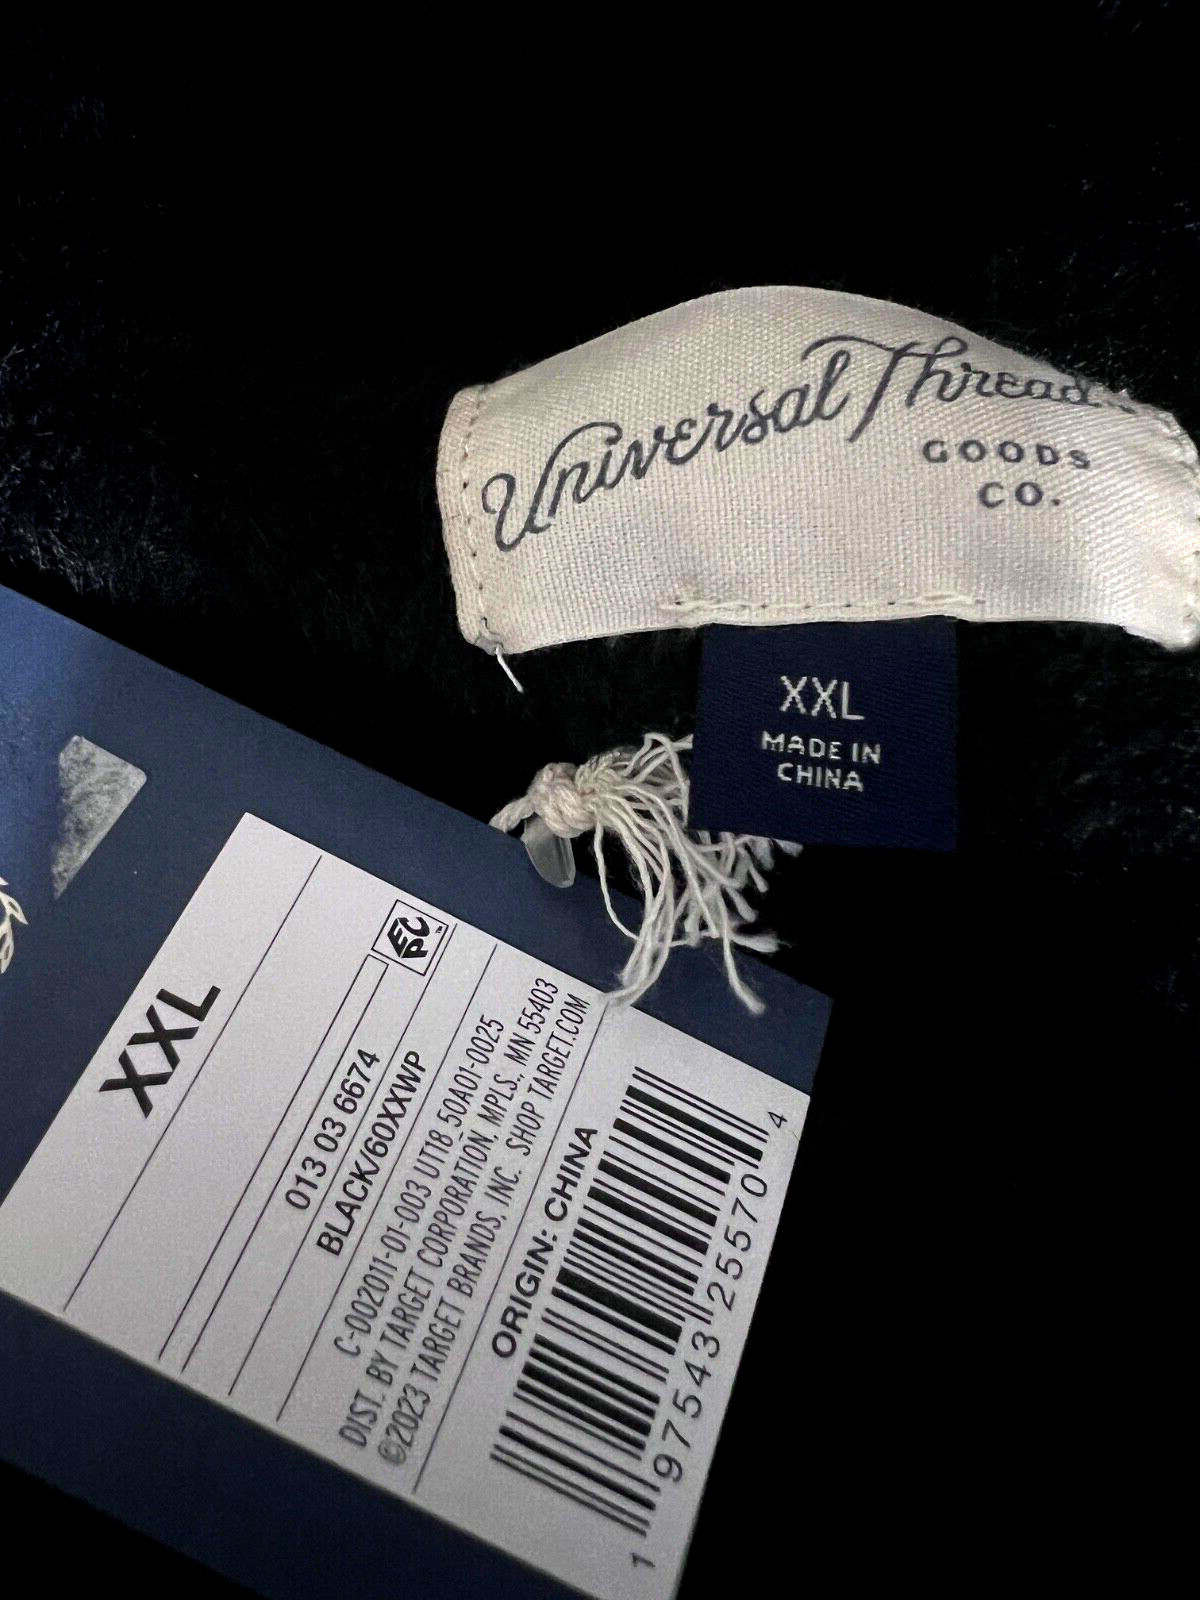 Universal Thread
GOODS
CO.
XXL
MADE IN
CHINA
XXL
EPC
013 03 6674
BLACK/60XXWP
C-002011-01-003 UT18_50A01-0025
DIST. BY TARGET CORPORATION, MPLS., MN 55403
©2023 TARGET BRANDS, INC. SHOP TARGET.COM
ORIGIN: CHINA
1 97543 25570 4